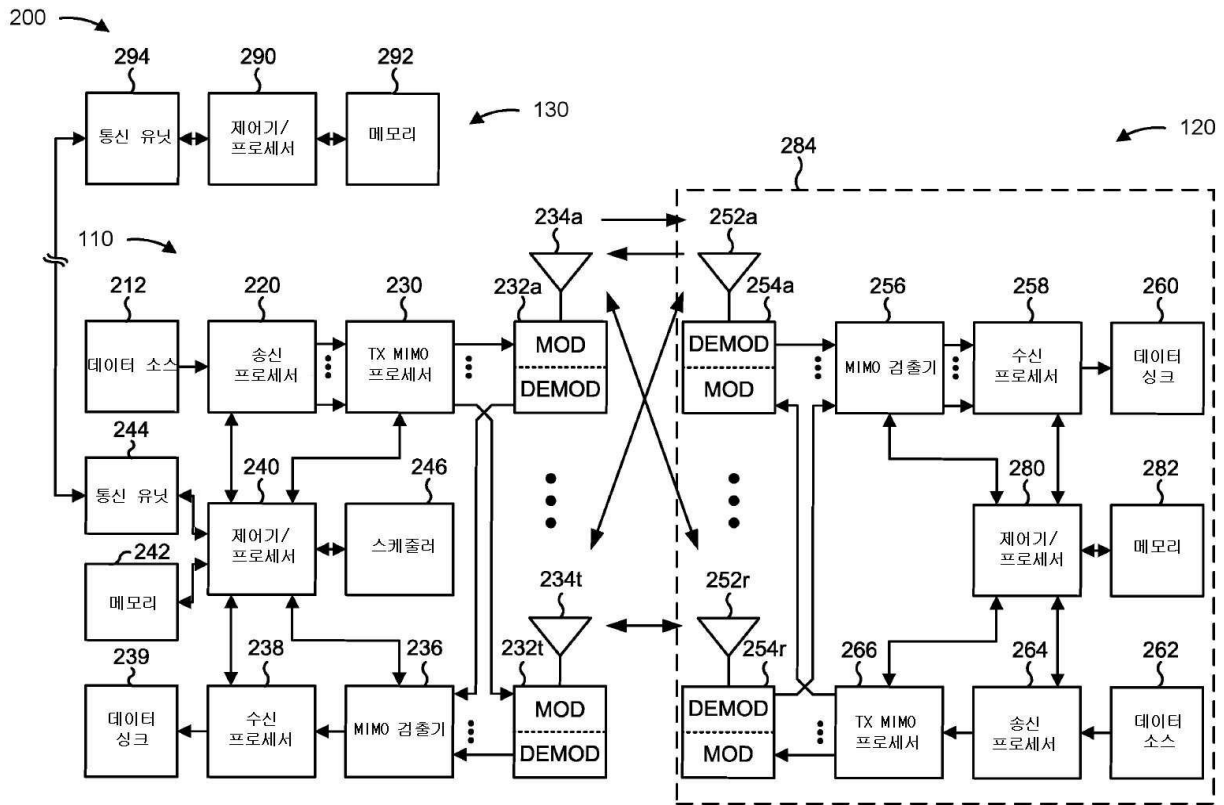 200
294
290
292
통신 유닛
제어기/
프로세서
메모리
130
120
284
110
234a
252a
212
220
230
232a
254a
256
258
260
데이터 소스
송신
프로세서
TX MIMO
프로세서
MOD
DEMOD
DEMOD
MOD
MIMO 검출기
수신
프로세서
데이터
싱크
244
240
246
280
282
통신 유닛
제어기/
프로세서
스케줄러
제어기/
프로세서
메모리
242
메모리
234t
252r
239
238
236
232t
254r
266
264
262
데이터
싱크
수신
프로세서
MIMO 검출기
MOD
DEMOD
DEMOD
MOD
TX MIMO
프로세서
송신
프로세서
데이터
소스